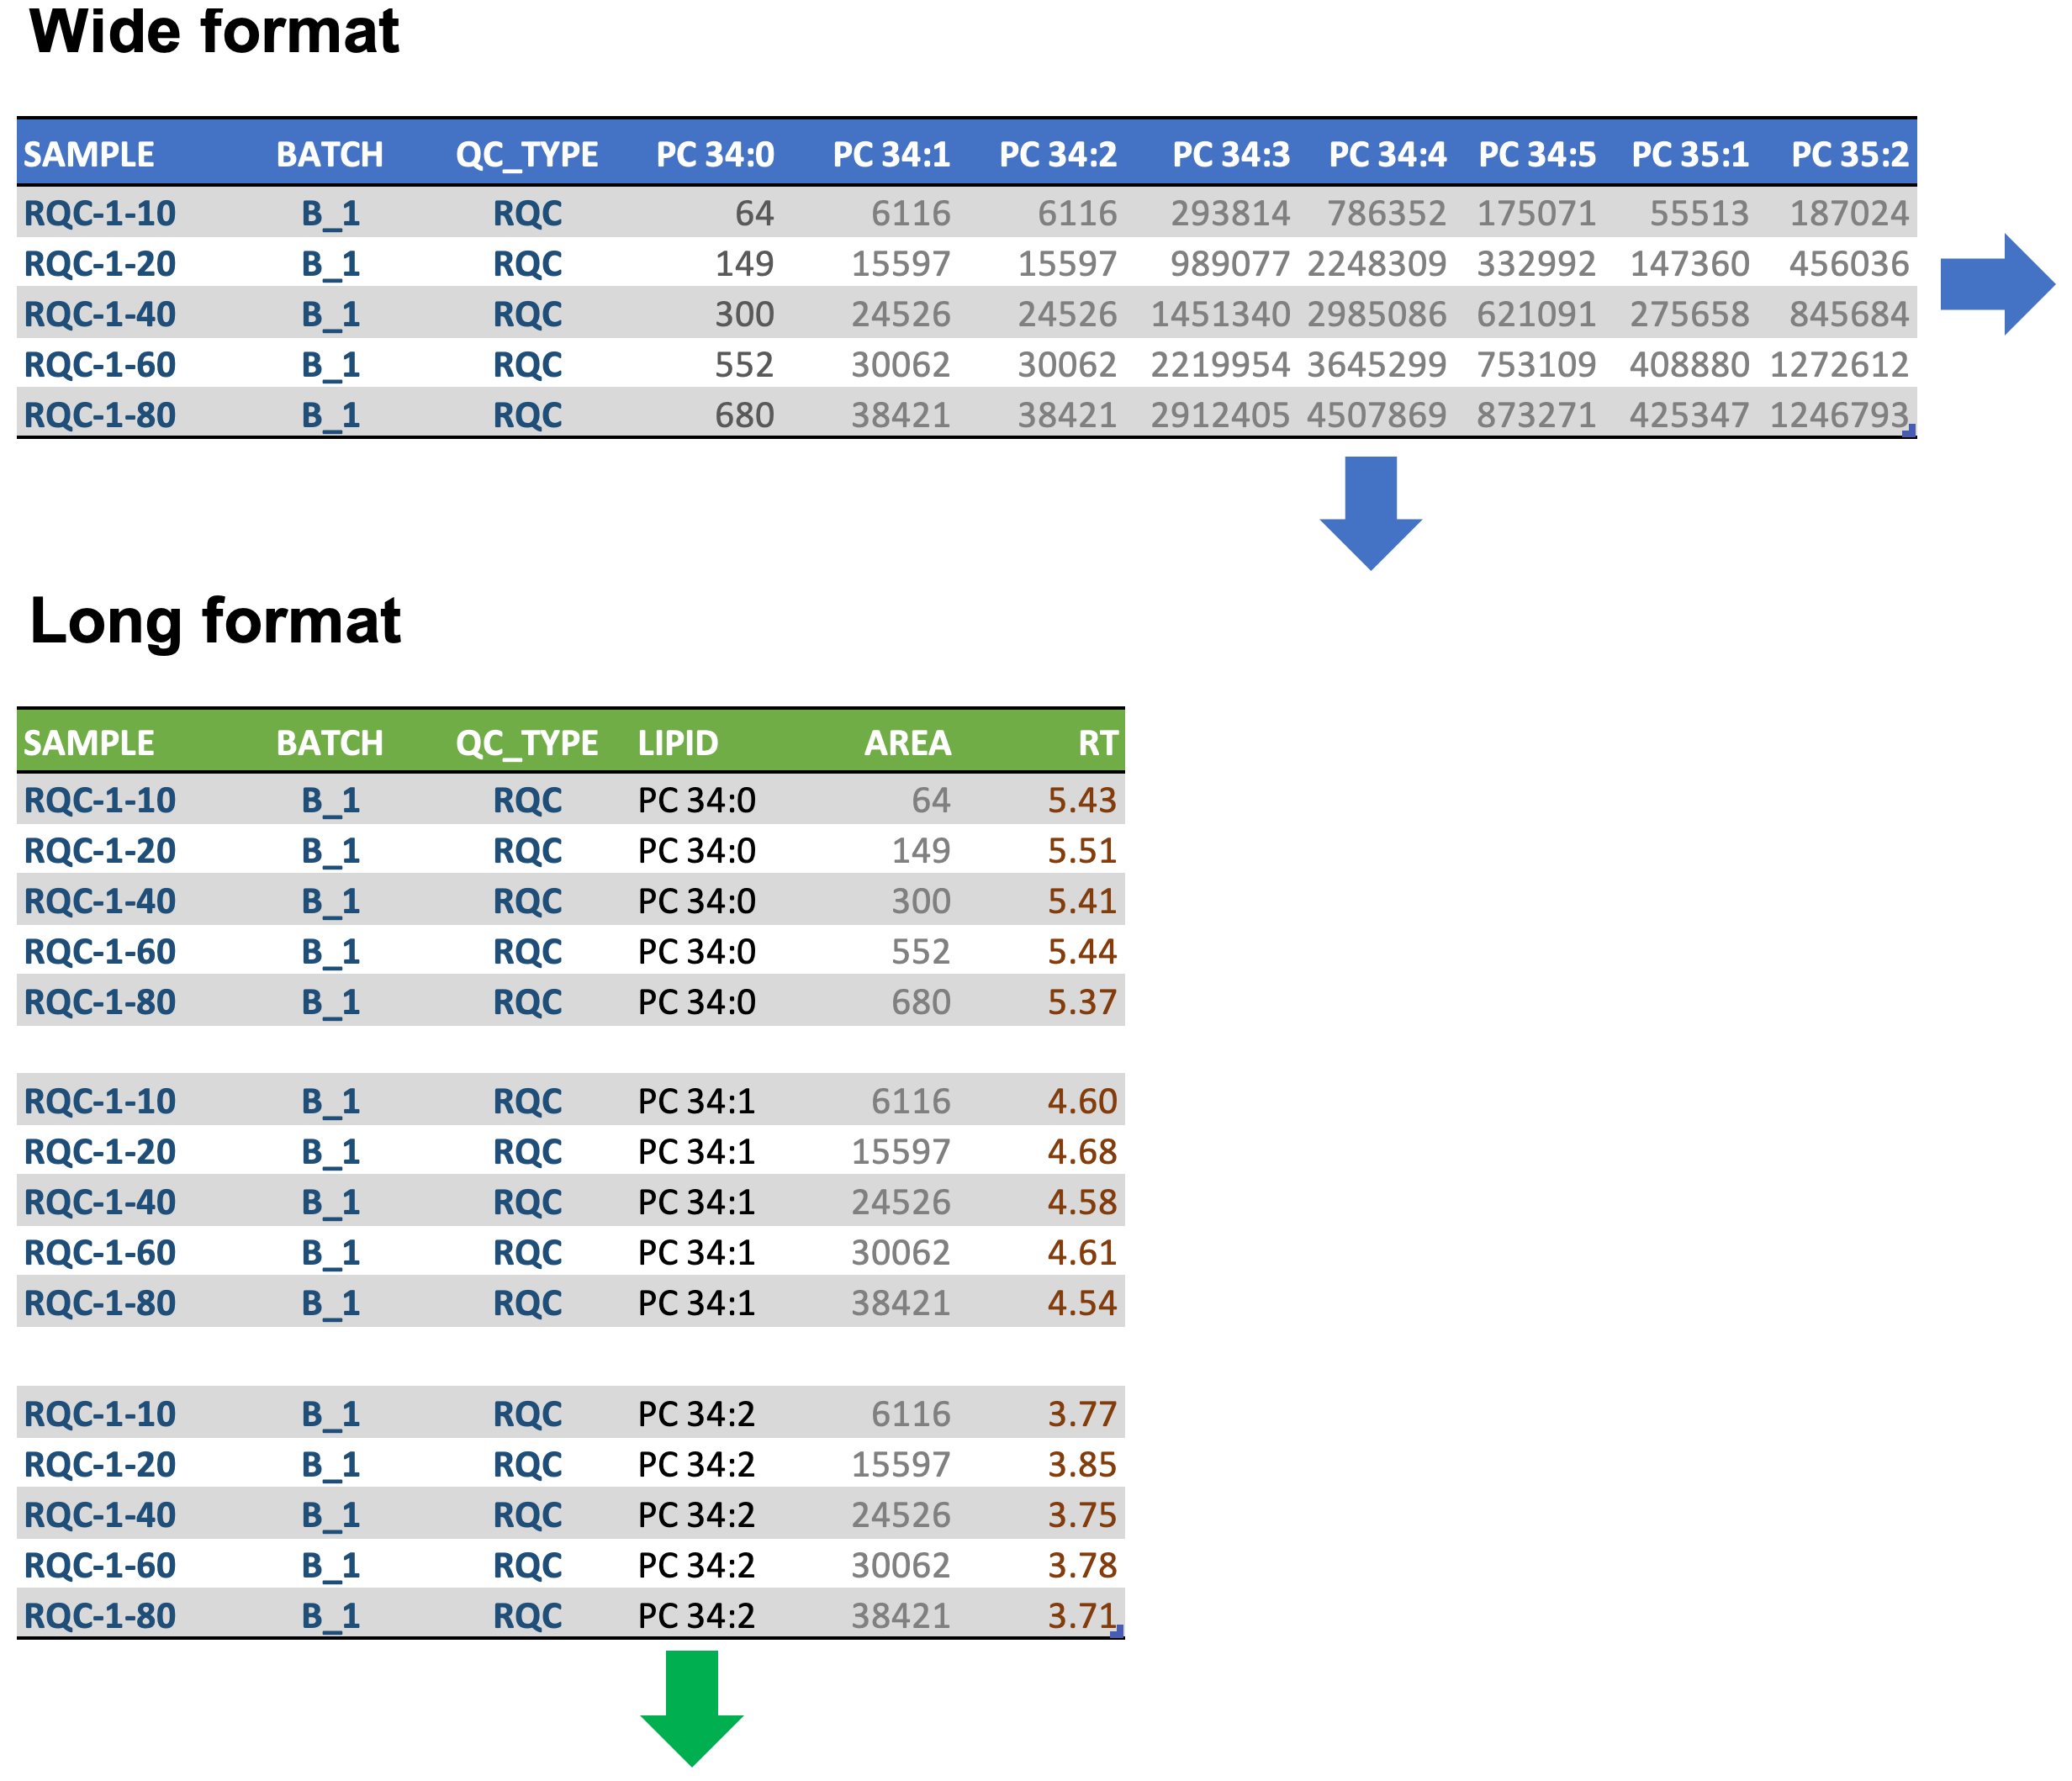 Wide format
SAMPLE BATCH QC_TYPE PC 34:0 PC 34:1 PC 34:2 PC 34:3 PC 34:4 PC 34:5 PC 35:1 PC 35:2
RQC-1-10 B_1 RQC 64 6116 6116 293814 786352 175071 55513 187024
RQC-1-20 B_1 RQC 149 15597 15597 989077 2248309 332992 147360 456036
RQC-1-40 B_1 RQC 300 24526 24526 1451340 2985086 621091 275658 845684
RQC-1-60 B_1 RQC 552 30062 30062 2219954 3645299 753109 408880 1272612
RQC-1-80 B_1 RQC 680 38421 38421 2912405 4507869 873271 425347 1246793
Long format
SAMPLE BATCH QC_TYPE LIPID AREA RT
RQC-1-10 B_1 RQC PC 34:0 64 5.43
RQC-1-20 B_1 RQC PC 34:0 149 5.51
RQC-1-40 B_1 RQC PC 34:0 300 5.41
RQC-1-60 B_1 RQC PC 34:0 552 5.44
RQC-1-80 B_1 RQC PC 34:0 680 5.37
RQC-1-10 B_1 RQC PC 34:1 6116 4.60
RQC-1-20 B_1 RQC PC 34:1 15597 4.68
RQC-1-40 B_1 RQC PC 34:1 24526 4.58
RQC-1-60 B_1 RQC PC 34:1 30062 4.61
RQC-1-80 B_1 RQC PC 34:1 38421 4.54
RQC-1-10 B_1 RQC PC 34:2 6116 3.77
RQC-1-20 B_1 RQC PC 34:2 15597 3.85
RQC-1-40 B_1 RQC PC 34:2 24526 3.75
RQC-1-60 B_1 RQC PC 34:2 30062 3.78
RQC-1-80 B_1 RQC PC 34:2 38421 3.71